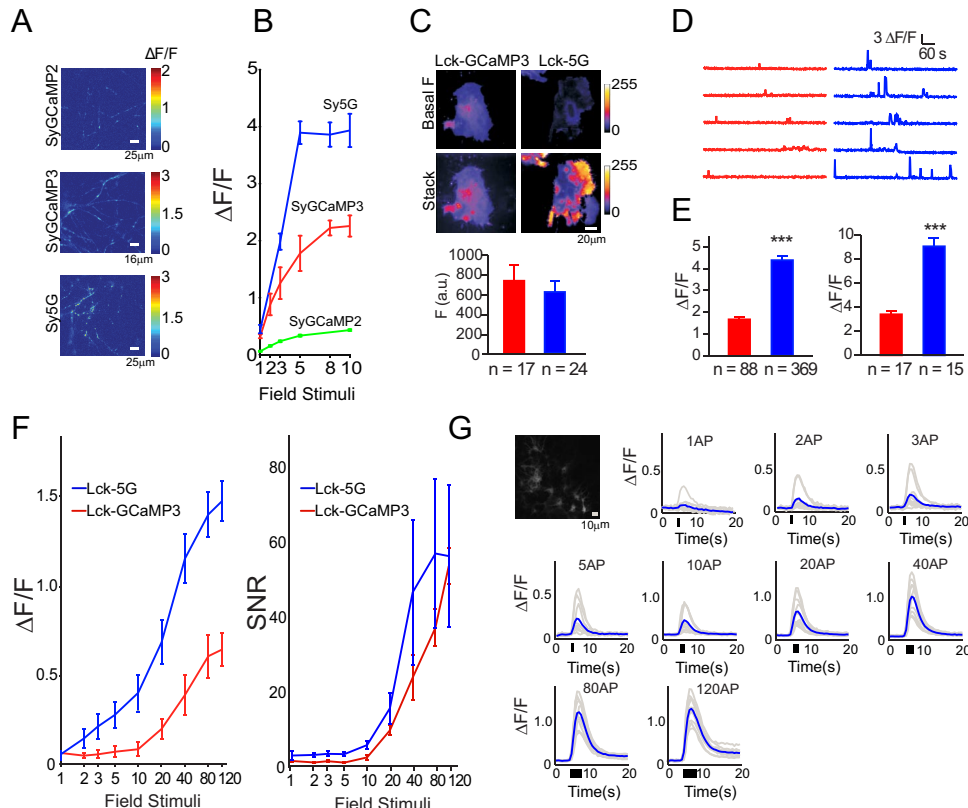 A
ΔF/F
SyGCaMP2
2
1.5
1
.5
0
25μm
SyGCaMP3
3
1.5
.6
0
16μm
Sy5G
3
2
1
0
25μm
B
ΔF/F
5
4
3
2
1
0
Sy5G
SyGCaMP3
SyGCaMP2
1 2 3 5 8 10
Field Stimuli
C
Lck-GCaMP3 Lck-5G
Basal F
255
0
Stack
255
0
20μm
F (a.u.)
1000
800
600
400
200
0
n = 17 n = 24
D
3 ΔF/F
60 s
E
ΔF/F
5
4
3
2
1
0
***
n = 88 n = 369
ΔF/F
10
8
6
4
2
0
***
n = 17 n = 15
F
ΔF/F
1.5
1.0
0.5
0
Lck-5G
Lck-GCaMP3
1 2 3 5 10 20 40 80 120
Field Stimuli
SNR
80
60
40
20
0
Lck-5G
Lck-GCaMP3
1 2 3 5 10 20 40 80 120
Field Stimuli
G
10μm
1AP
ΔF/F
0.5
0
0 10 20
Time(s)
2AP
0.5
0
0 10 20
Time(s)
3AP
0.5
0
0 10 20
Time(s)
5AP
ΔF/F
0.5
0
0 10 20
Time(s)
10AP
1.0
0
0 10 20
Time(s)
20AP
1.0
0
0 10 20
Time(s)
40AP
1.0
0
0 10 20
Time(s)
80AP
ΔF/F
1.0
0
0 10 20
Time(s)
120AP
1.0
0
0 10 20
Time(s)